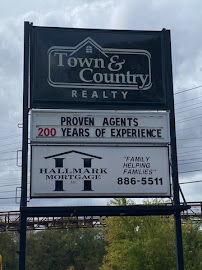 Town &
Country
REALTY
PROVEN AGENTS
200 YEARS OF EXPERIENCE
H
HALLMARK
MORTGAGE
"FAMILY
HELPING
FAMILIES"
886-5511